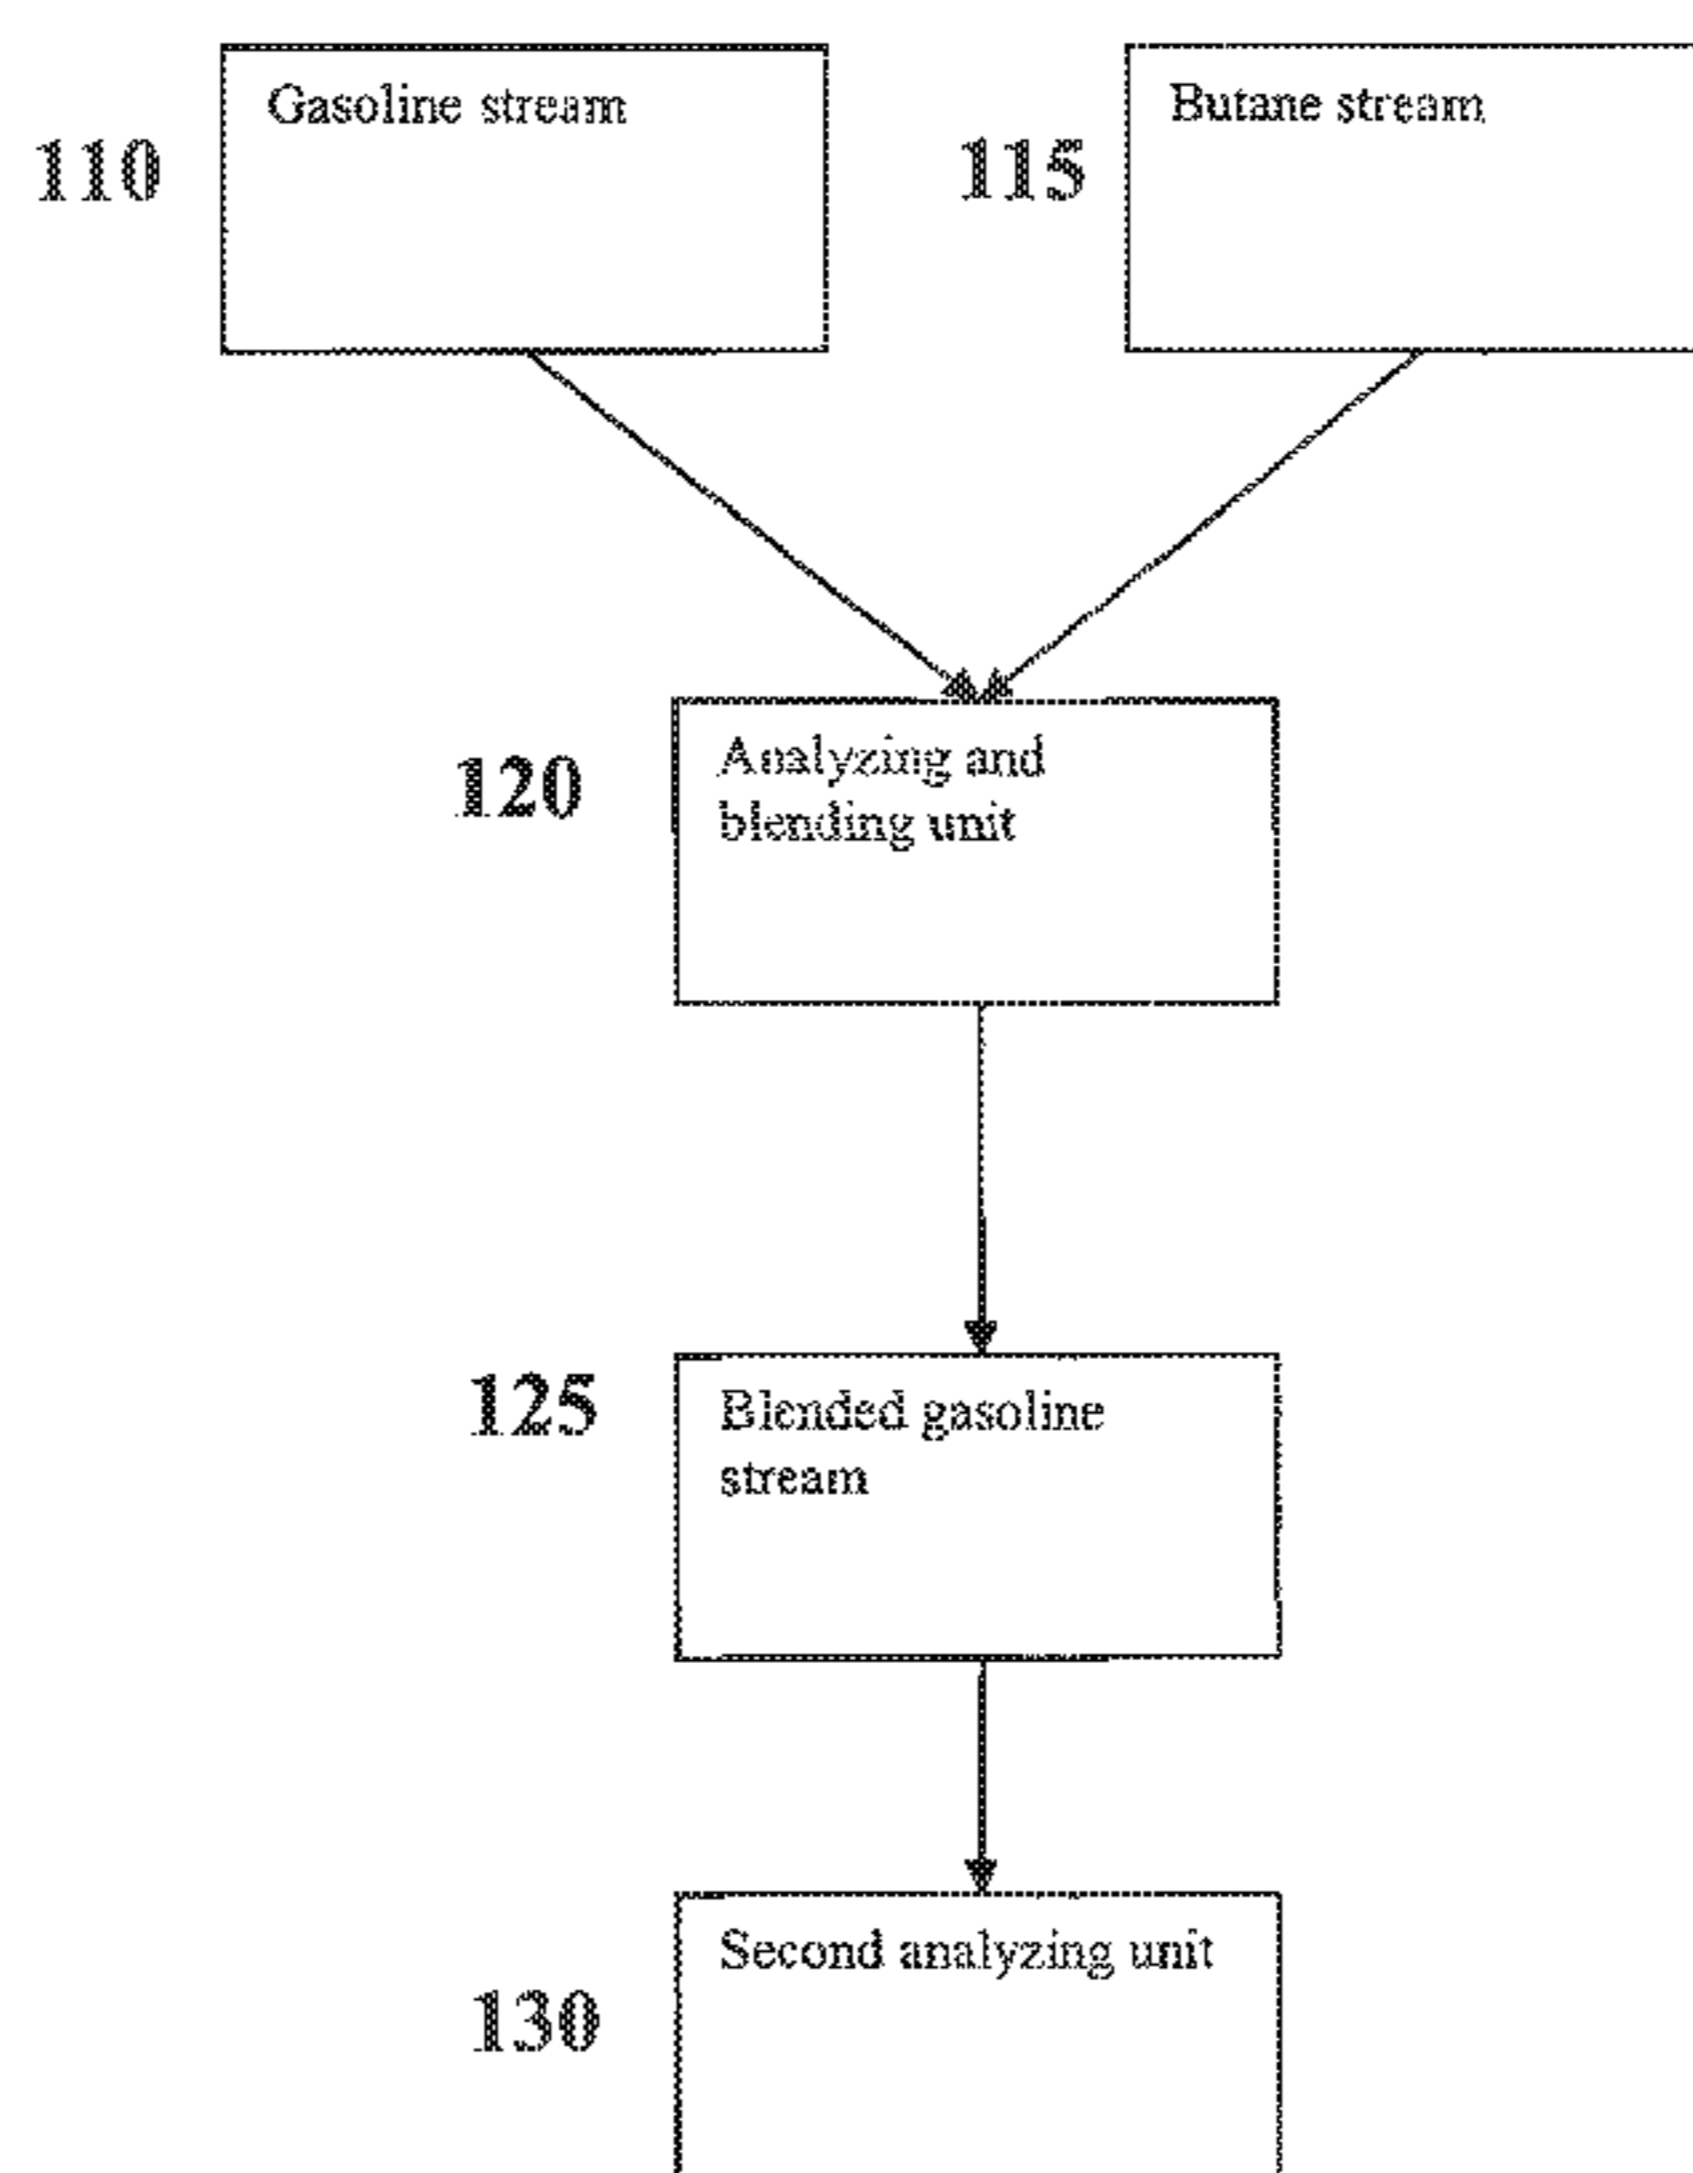 Gasoline stream
Butane stream
110
115
Analyzing and
blending unit
120
Blended gasoline
stream
125
Second analyzing unit
130